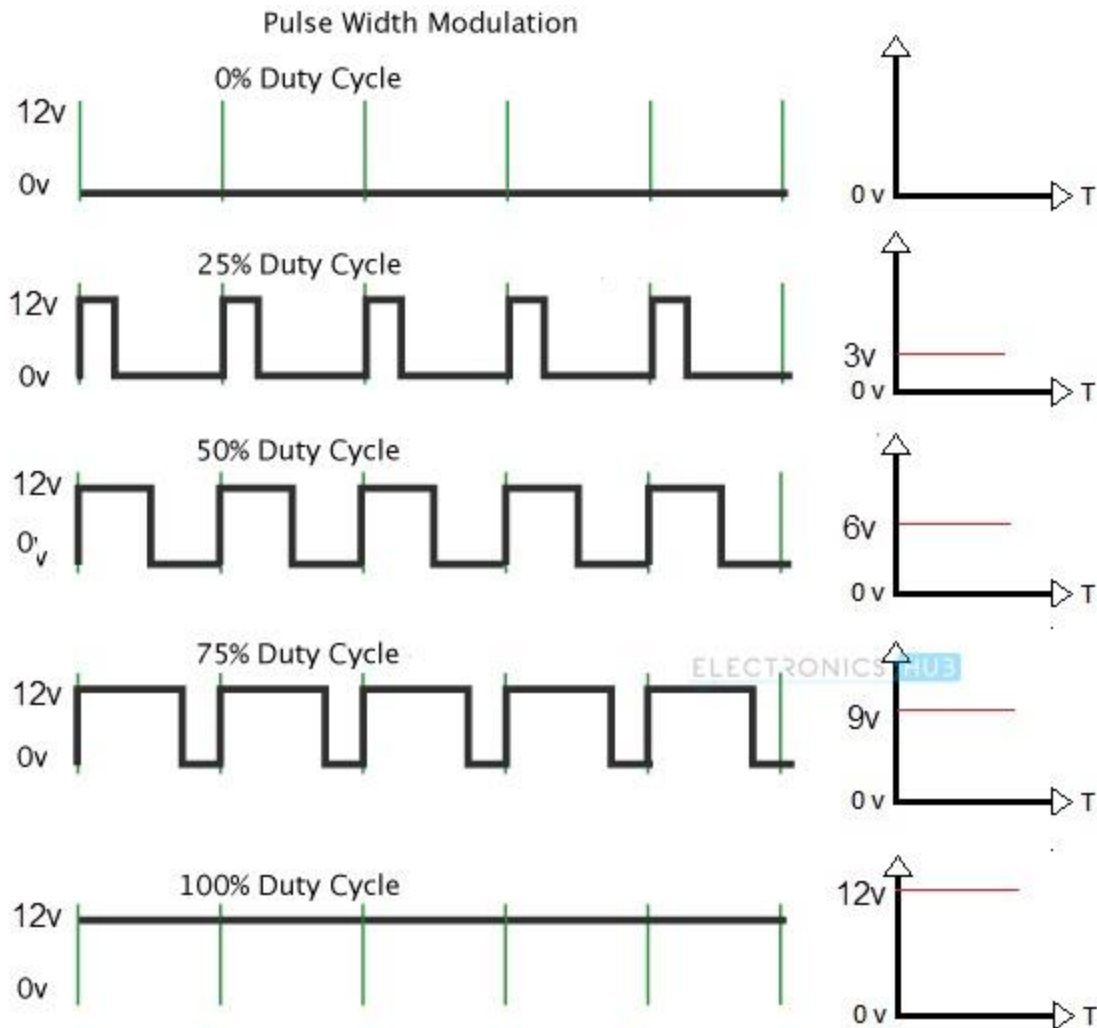 Pulse Width Modulation
0% Duty Cycle
12v
0v
0 v
T
25% Duty Cycle
12v
0v
3v
0 v
T
50% Duty Cycle
12v
0v
6v
0 v
T
75% Duty Cycle
ELECTRONICS HUB
12v
0v
9v
0 v
T
100% Duty Cycle
12v
0v
12v
0 v
T